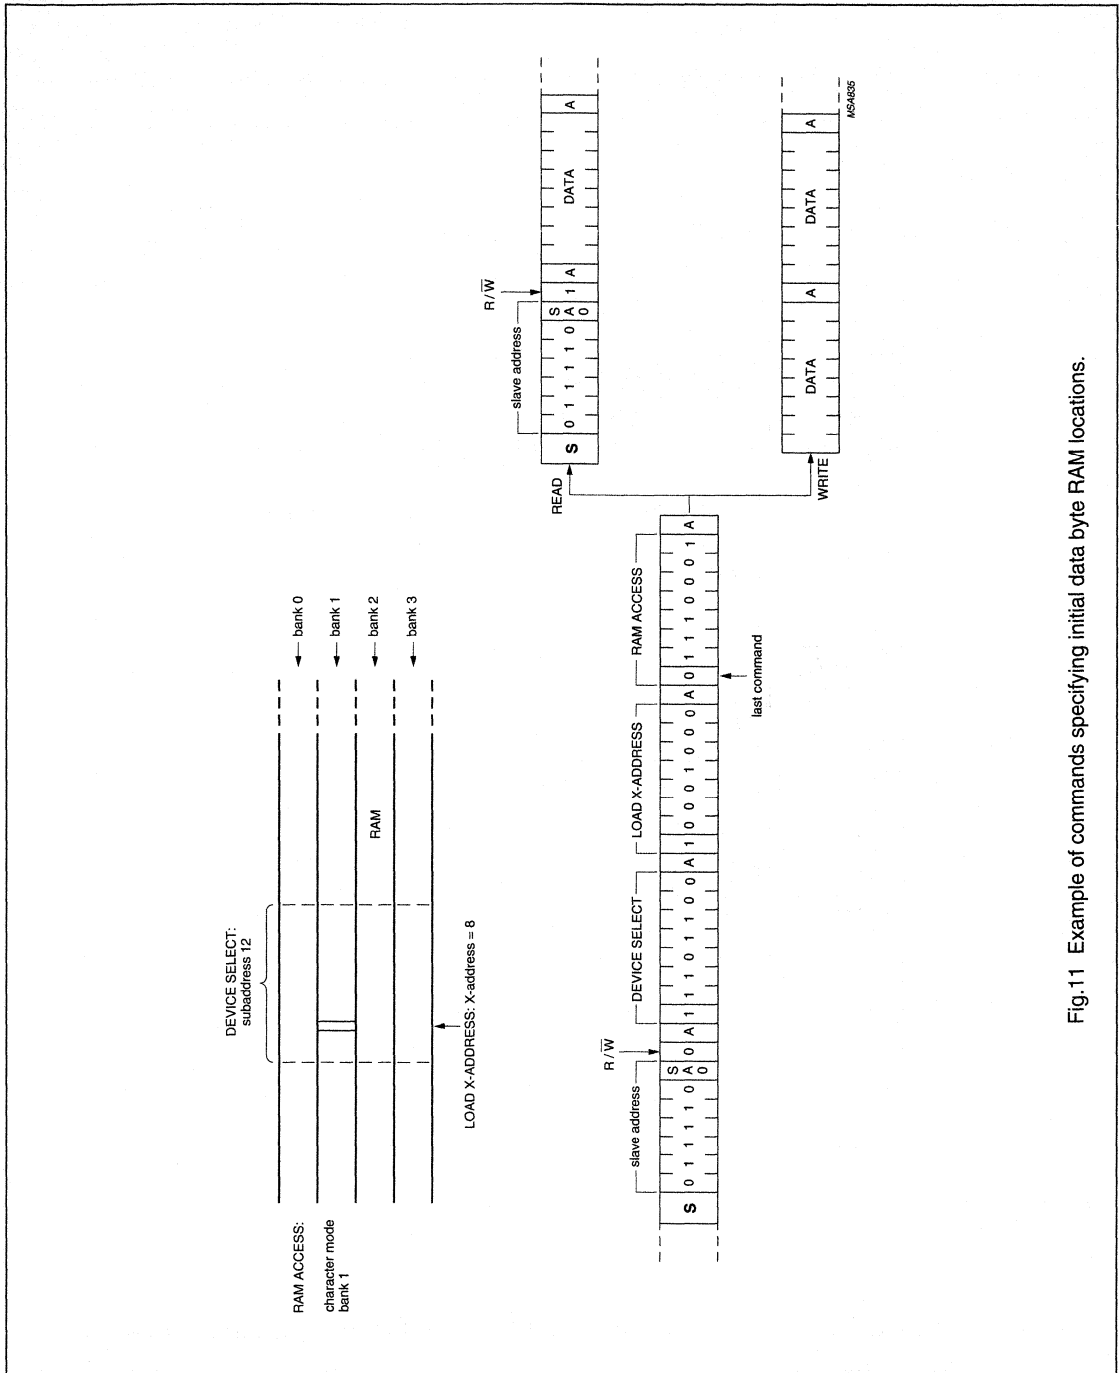 DEVICE SELECT:
subaddress 12
RAM ACCESS:
bank 0
character mode
bank 1
bank 1
RAM
bank 2
bank 3
LOAD X-ADDRESS: X-address = 8
R/W
slave address
READ
S 0 1 1 1 1 0 S A 0 1 A DATA A
R/W
slave address
DEVICE SELECT
LOAD X-ADDRESS
RAM ACCESS
S 0 1 1 1 1 0 S A 0 0 A 1 1 1 0 1 1 0 0 A 1 0 0 0 1 0 0 0 A 0 1 1 1 0 0 0 1 A
last command
WRITE
DATA A DATA A
MSA835
Fig.11 Example of commands specifying initial data byte RAM locations.